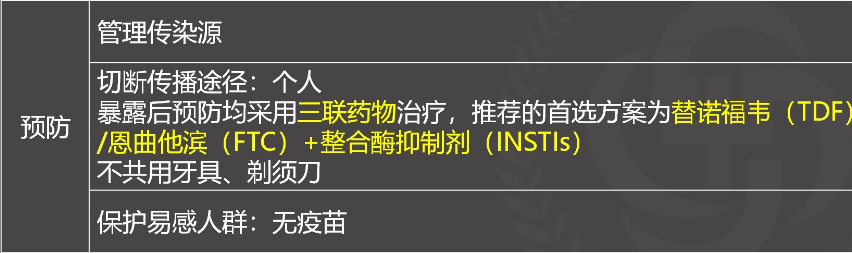 预防
管理传染源
切断传播途径：个人
暴露后预防均采用三联药物治疗，推荐的首选方案为替诺福韦（TDF）
/恩曲他滨（FTC）+整合酶抑制剂（INSTIs）
不共用牙具、剃须刀
保护易感人群：无疫苗